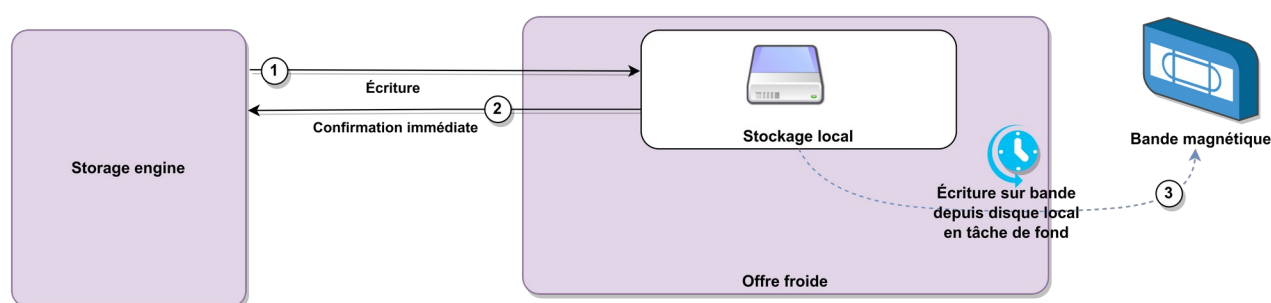 1
Écriture
2
Confirmation immédiate
Storage engine
Stockage local
Bande magnétique
Écriture sur bande
depuis disque local
en tâche de fond
3
Offre froide